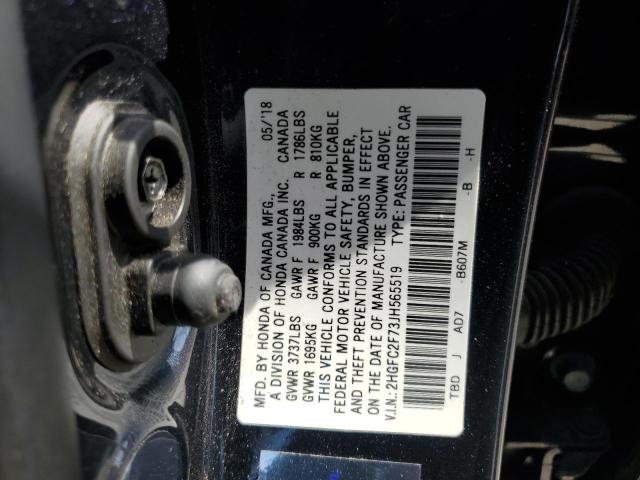 MFD. BY HONDA OF CANADA MFG., 05/'18
A DIVISION OF HONDA CANADA INC. CANADA
GVWR 3737LBS GAWR F 1984LBS R 1786LBS
GVWR 1695KG GAWR F 900KG R 810KG
THIS VEHICLE CONFORMS TO ALL APPLICABLE
FEDERAL MOTOR VEHICLE SAFETY, BUMPER,
AND THEFT PREVENTION STANDARDS IN EFFECT
ON THE DATE OF MANUFACTURE SHOWN ABOVE.
V.I.N.: 2HGFC2F73JH565519 TYPE: PASSENGER CAR
TBD J AD7 -B607M -B -H